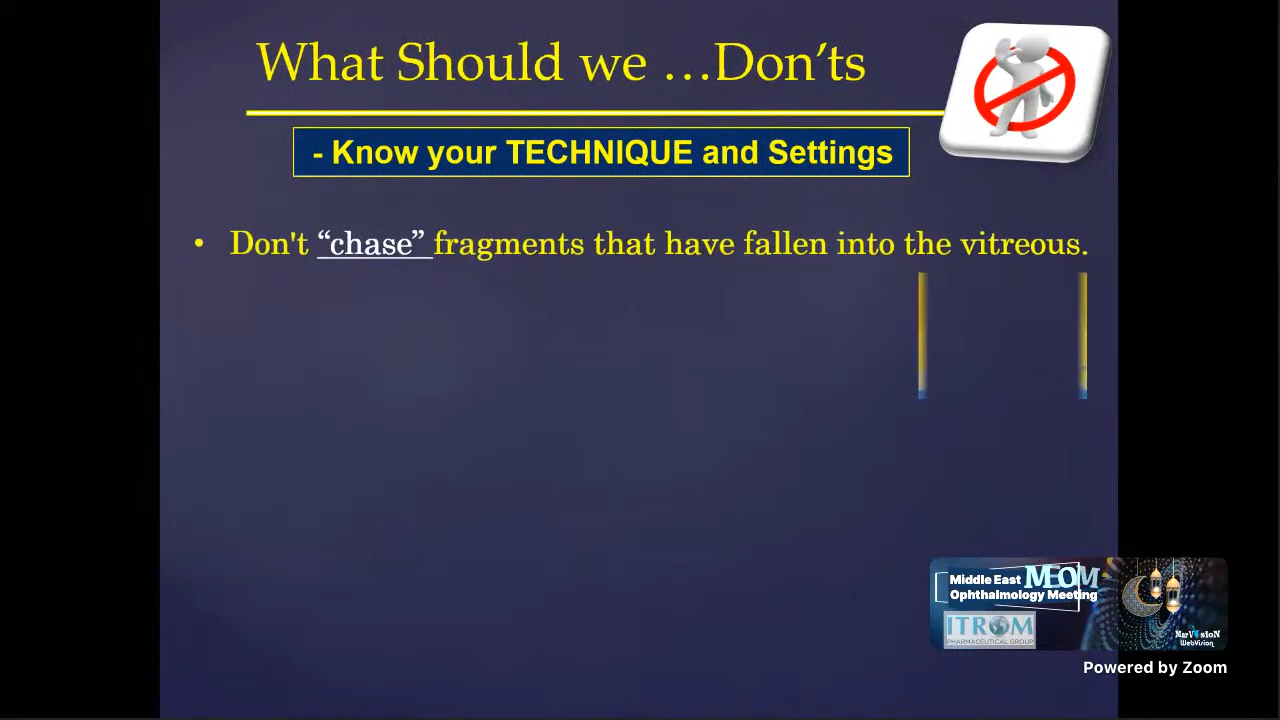 What Should we …Don’ts
- Know your TECHNIQUE and Settings
• Don't “chase” fragments that have fallen into the vitreous.
Middle East MEOM
Ophthalmology Meeting
ITROM
PHARMACEUTICAL GROUP
NarVisioN
WebVision
Powered by Zoom